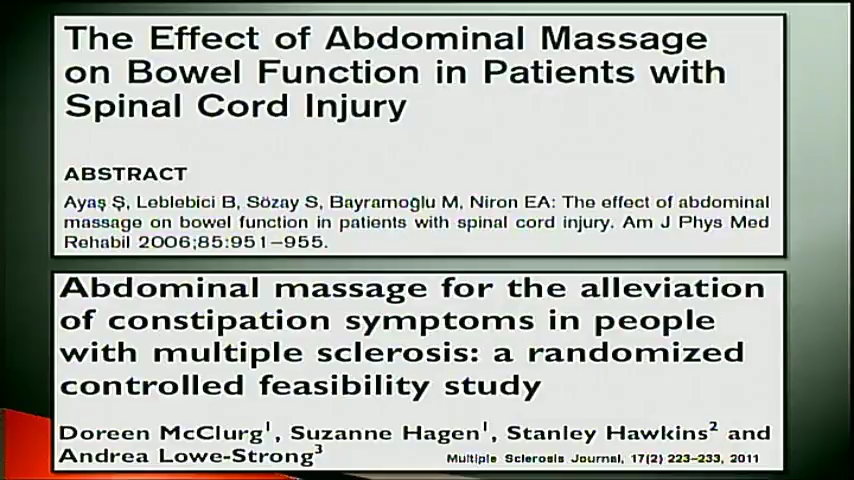 The Effect of Abdominal Massage
on Bowel Function in Patients with
Spinal Cord Injury
ABSTRACT
Ayaş Ş, Leblebici B, Sözay S, Bayramoğlu M, Niron EA: The effect of abdominal
massage on bowel function in patients with spinal cord injury. Am J Phys Med
Rehabil 2006;85:951–955.
Abdominal massage for the alleviation
of constipation symptoms in people
with multiple sclerosis: a randomized
controlled feasibility study
Doreen McClurg¹, Suzanne Hagen¹, Stanley Hawkins² and
Andrea Lowe-Strong³
Multiple Sclerosis Journal, 17(2) 223–233, 2011